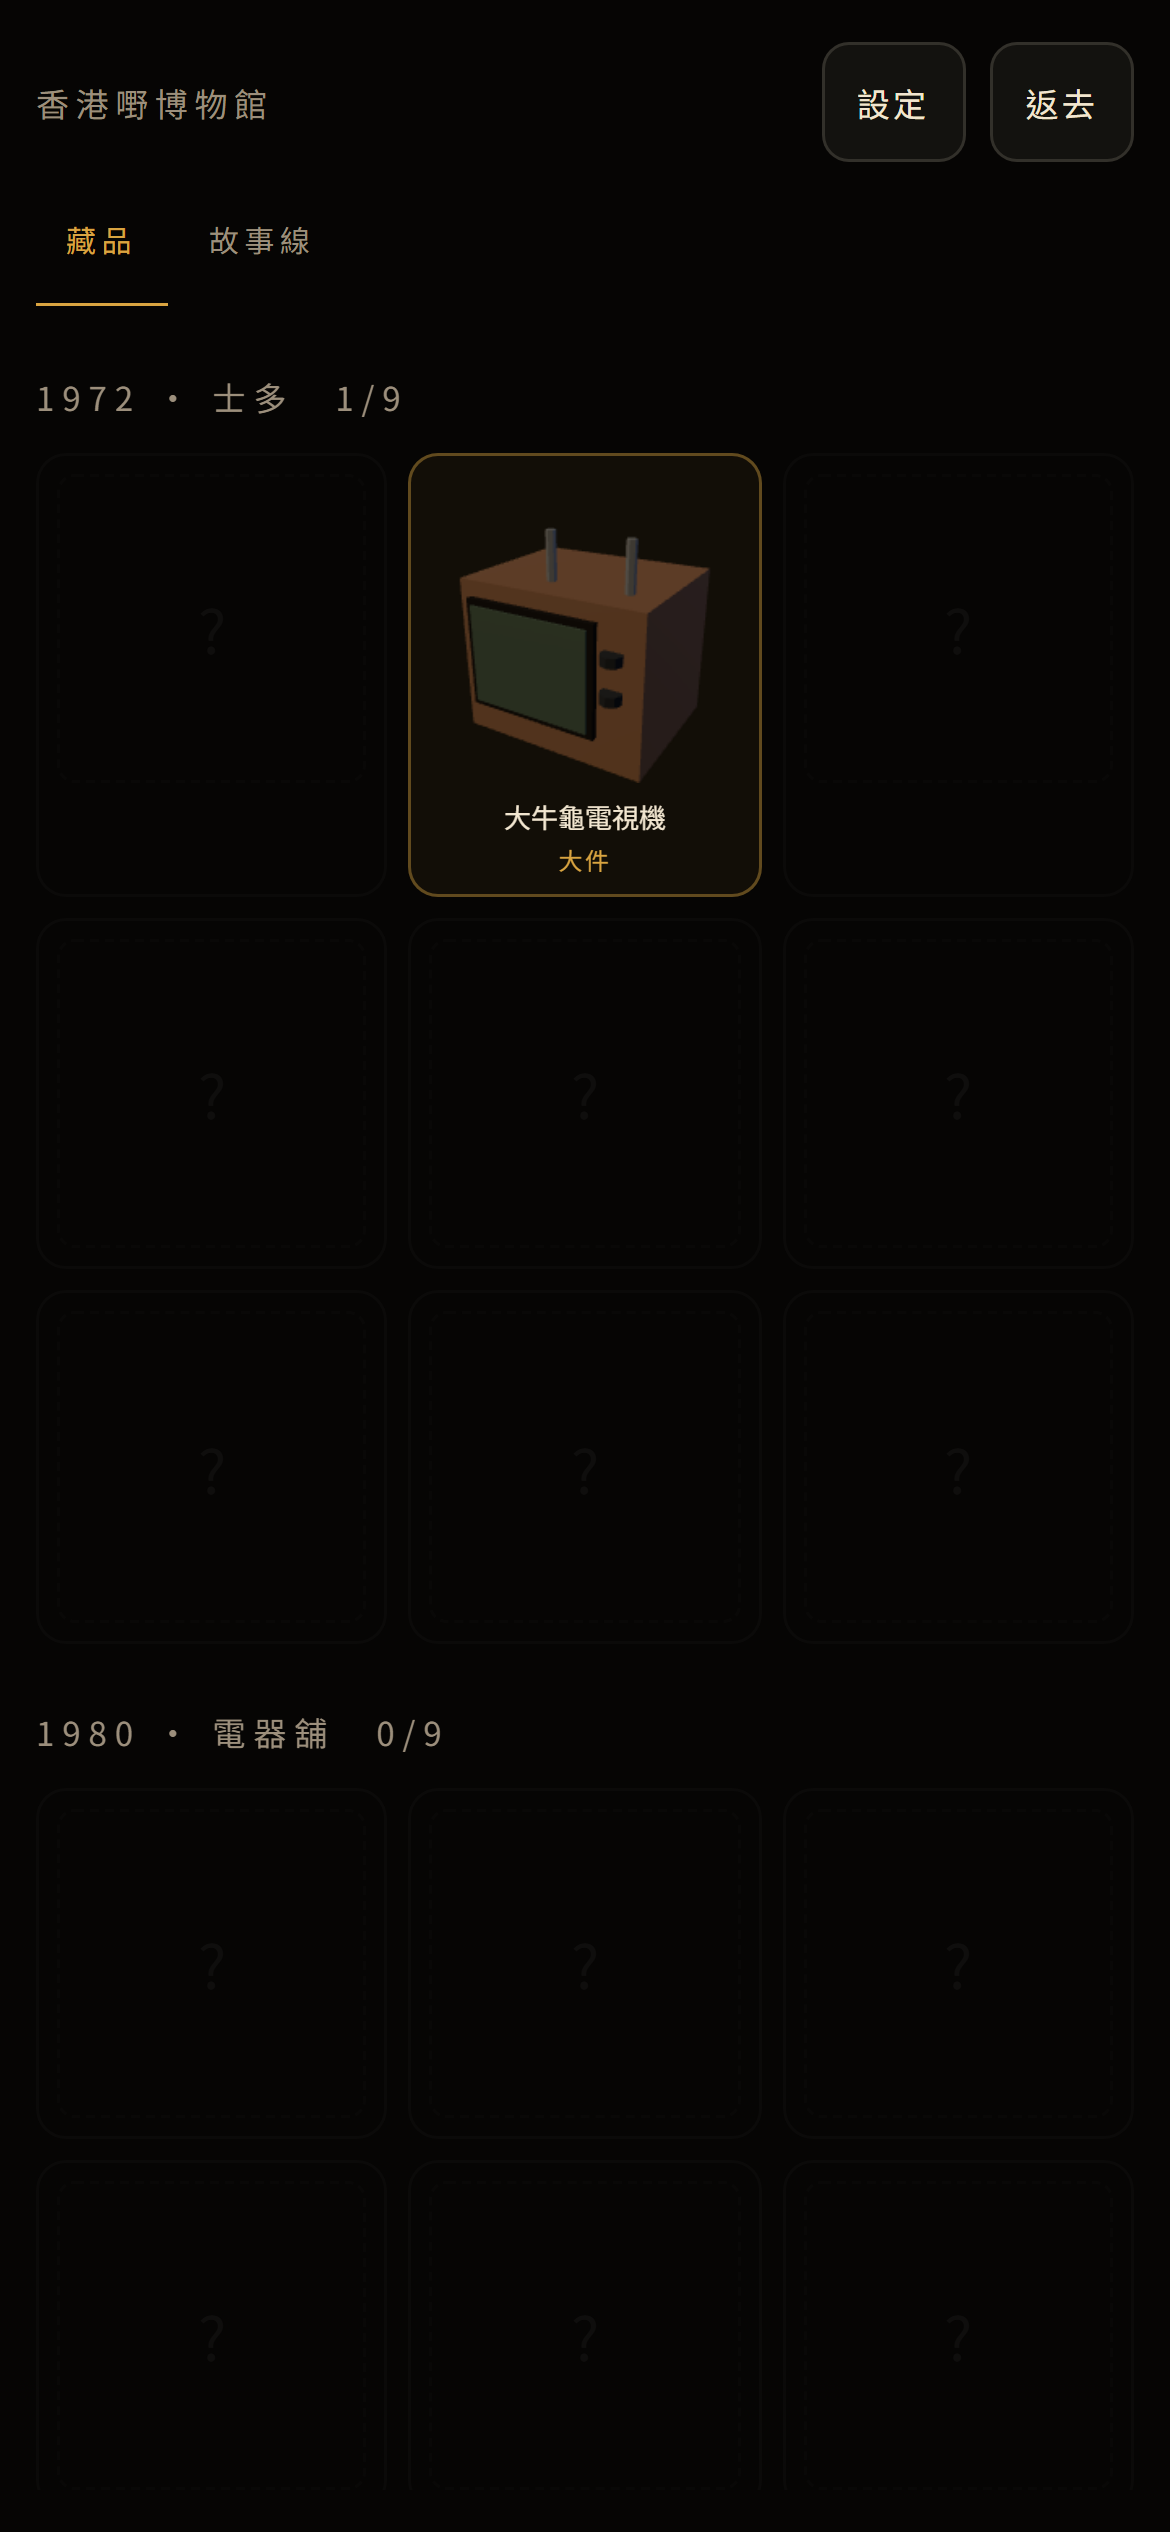 香港嘢博物館
設定
返去
藏品
故事線
1972 · 士多 1/9
?
大牛龜電視機
大件
?
? ? ?
? ? ?
1980 · 電器舖 0/9
? ? ?
? ? ?